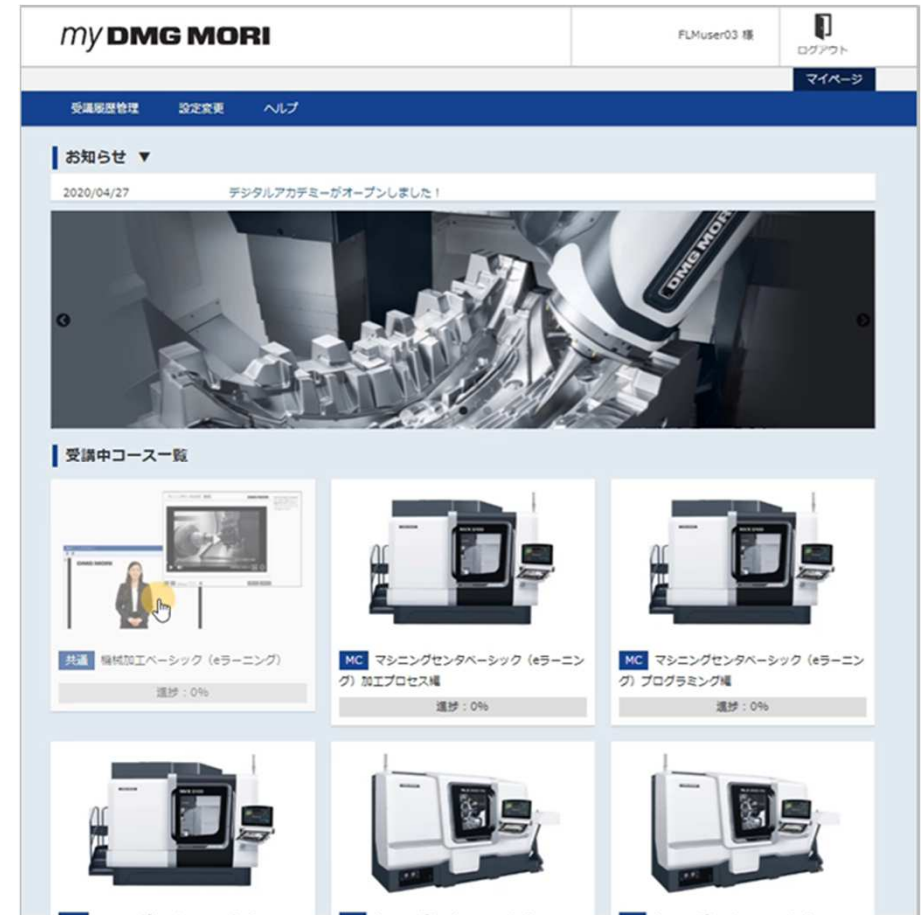 my DMG MORI
FLMuser03 様
ログアウト
マイページ
受講履歴管理 設定変更 ヘルプ
お知らせ ▼
2020/04/27 デジタルアカデミーがオープンしました！
DMG MORI
受講中コース一覧
DMG MORI
DMG MORI
共通 機械加工ベーシック（eラーニング）
進捗：0%
MC マシニングセンタベーシック（eラーニン
グ）加工プロセス編
進捗：0%
MC マシニングセンタベーシック（eラーニン
グ）プログラミング編
進捗：0%